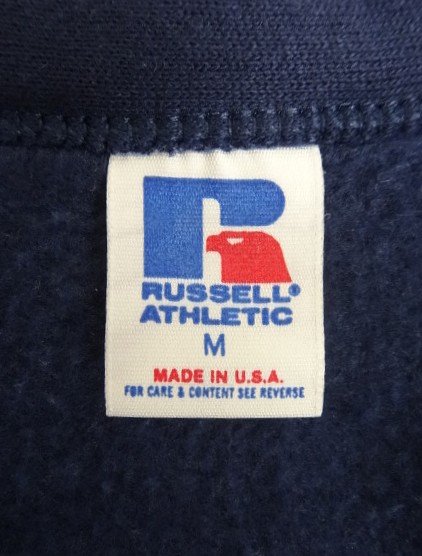 RUSSELL®
ATHLETIC
M
MADE IN U.S.A.
FOR CARE & CONTENT SEE REVERSE